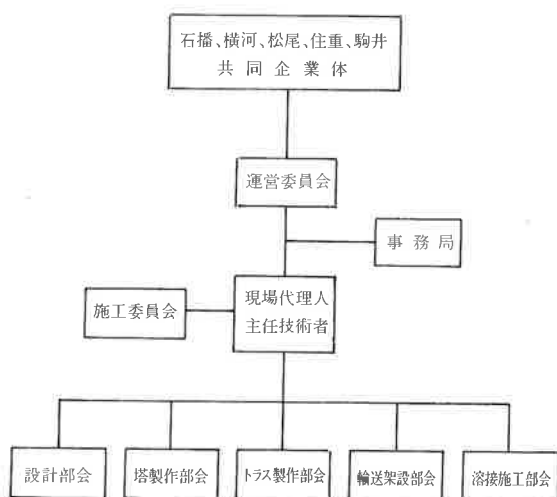 石播、横河、松尾、住重、駒井
共同企業体
運営委員会
事務局
施工委員会
現場代理人
主任技術者
設計部会
塔製作部会
トラス製作部会
輸送架設部会
溶接施工部会